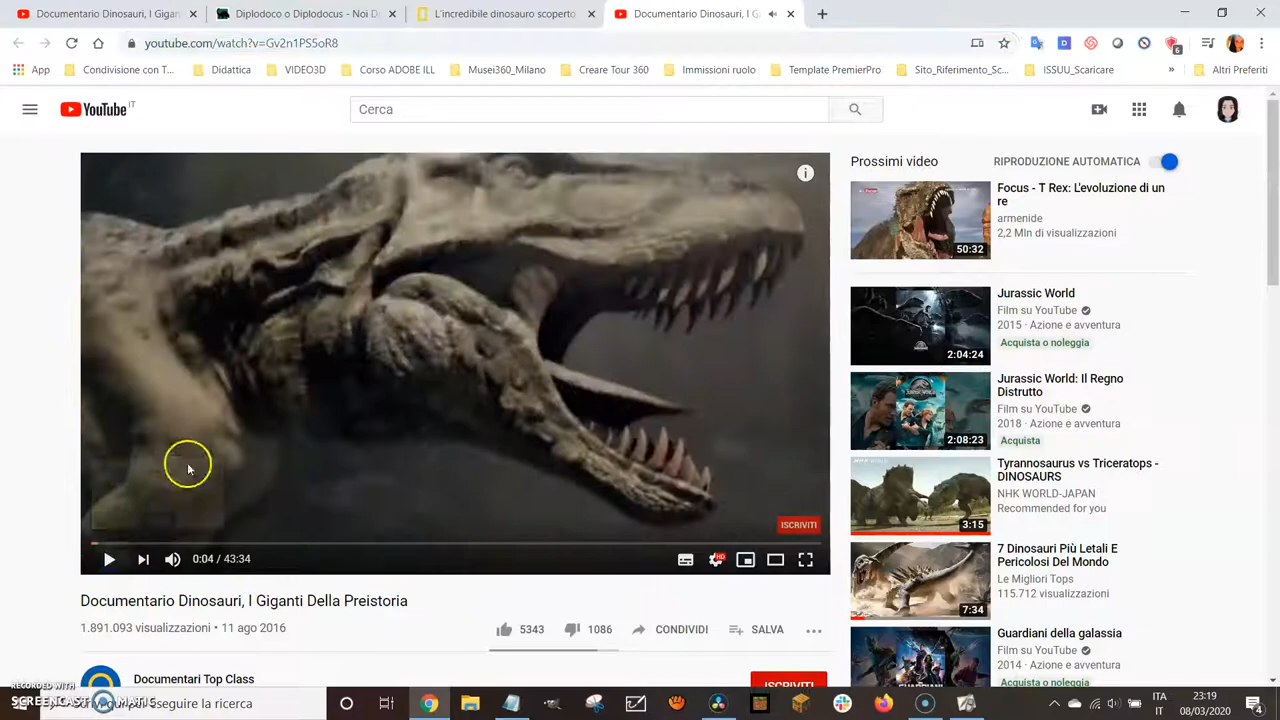 Documentario Dinosauri, I Gigan
Diplodoco o Diplodocus - Noi D
L'incredibile dinosauro scoperto
Documentario Dinosauri, I G
youtube.com/watch?v=Gv2n1PS5oR8
6
App
Condivisione con T...
Didattica
VIDEO3D
Corso ADOBE ILL
Musei360_Milano
Creare Tour 360
Immissioni ruolo
Template PremierPro
Sito_Riferimento_Sc...
ISSUU_Scaricare
»
Altri Preferiti
YouTube IT
Cerca
Prossimi video
RIPRODUZIONE AUTOMATICA
Focus - T Rex: L'evoluzione di un
re
armenide
2,2 Mln di visualizzazioni
50:32
Jurassic World
Film su YouTube
2015 · Azione e avventura
Acquista o noleggia
2:04:24
Jurassic World: Il Regno
Distrutto
Film su YouTube
2018 · Azione e avventura
Acquista
2:08:23
Tyrannosaurus vs Triceratops -
DINOSAURS
NHK WORLD-JAPAN
Recommended for you
3:15
7 Dinosauri Più Letali E
Pericolosi Del Mondo
Le Migliori Tops
115.712 visualizzazioni
7:34
Guardiani della galassia
Film su YouTube
2014 · Azione e avventura
Acquista o noleggia
ISCRIVITI
0:04 / 43:34
HD
Documentario Dinosauri, I Giganti Della Preistoria
1.891.093 visualizzazioni • 11 ago 2016
5343
1086
CONDIVIDI
SALVA
Documentari Top Class
ISCRIVITI
RECORDED WITH
eseguire la ricerca
ITA
IT
23:19
08/03/2020
4